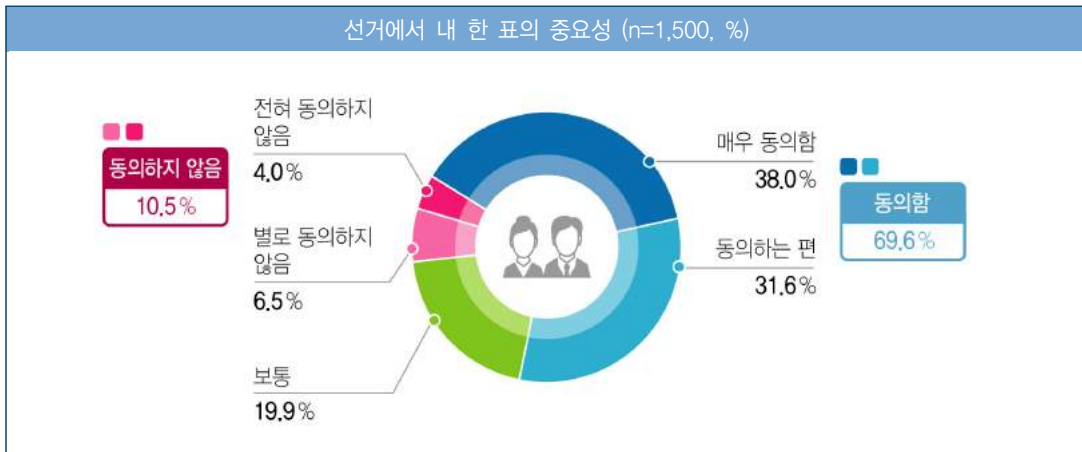 선거에서 내 한 표의 중요성 (n=1,500, %)
전혀 동의하지
않음
4.0%
동의하지 않음
10.5%
별로 동의하지
않음
6.5%
보통
19.9%
매우 동의함
38.0%
동의하는 편
31.6%
동의함
69.6%